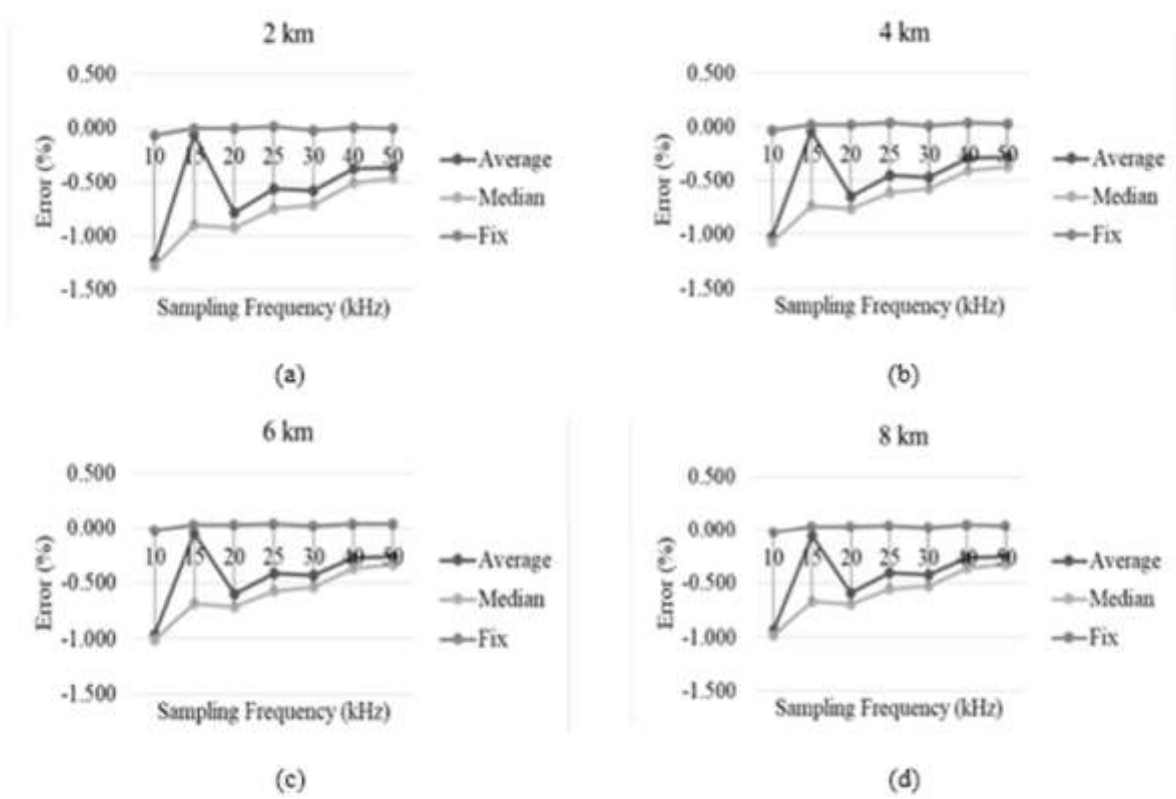 2 km
0.500
0.000
-0.500
-1.000
-1.500
Error (%)
10 15 20 25 30 40 50
Sampling Frequency (kHz)
Average
Median
Fix
(a)
4 km
0.500
0.000
-0.500
-1.000
-1.500
Error (%)
10 15 20 25 30 40 50
Sampling Frequency (kHz)
Average
Median
Fix
(b)
6 km
0.500
0.000
-0.500
-1.000
-1.500
Error (%)
10 15 20 25 30 40 50
Sampling Frequency (kHz)
Average
Median
Fix
(c)
8 km
0.500
0.000
-0.500
-1.000
-1.500
Error (%)
10 15 20 25 30 40 50
Sampling Frequency (kHz)
Average
Median
Fix
(d)